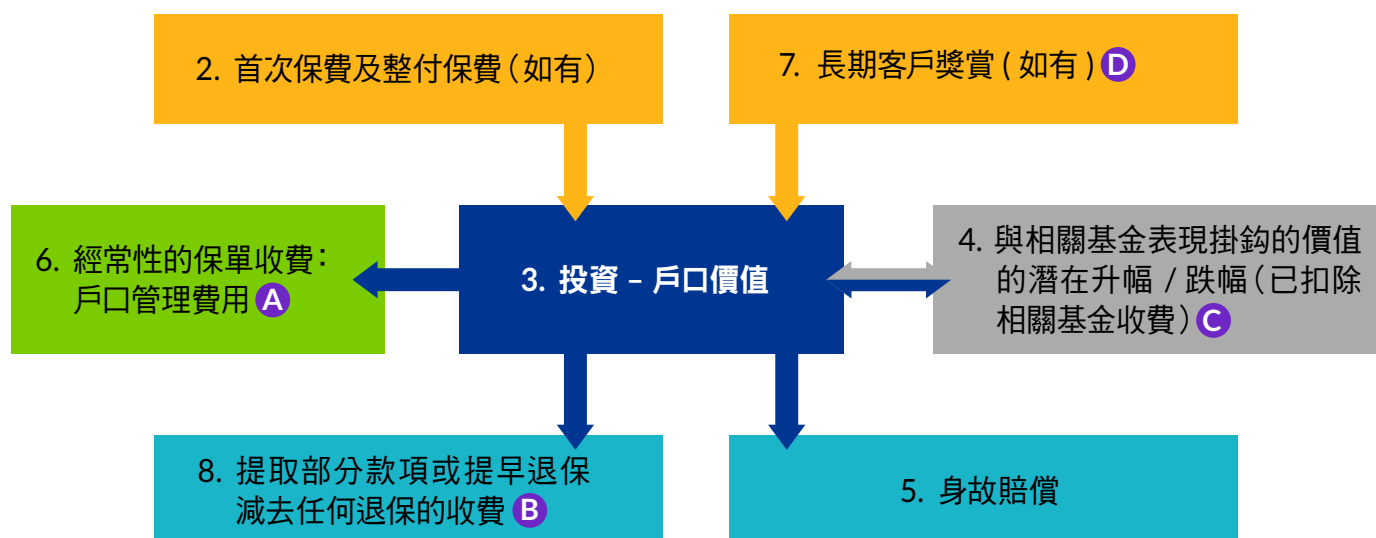 2. 首次保費及整付保費（如有）
7. 長期客戶獎賞 ( 如有 ) D
6. 經常性的保單收費：
戶口管理費用 A
3. 投資 – 戶口價值
4. 與相關基金表現掛鈎的價值
的潛在升幅 / 跌幅（已扣除
相關基金收費）C
8. 提取部分款項或提早退保
減去任何退保的收費 B
5. 身故賠償